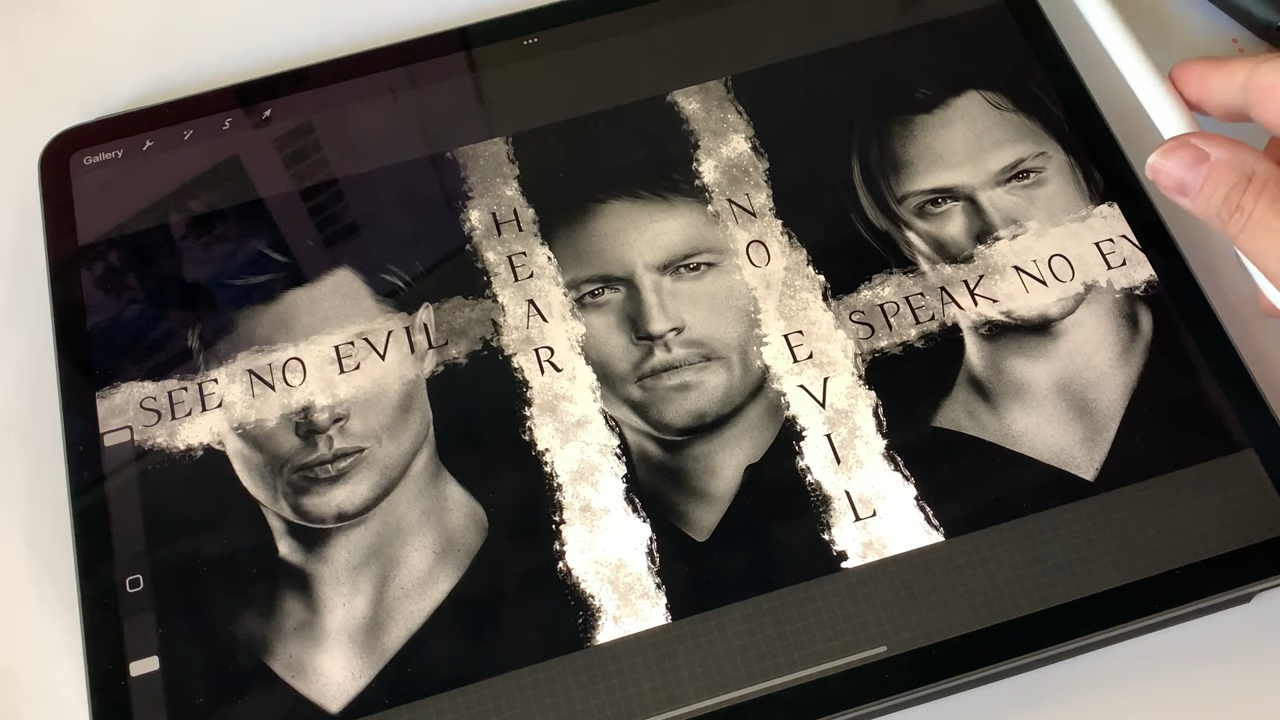 Gallery
SEE NO EVIL
HEAR
NO
EVIL
SPEAK NO EV